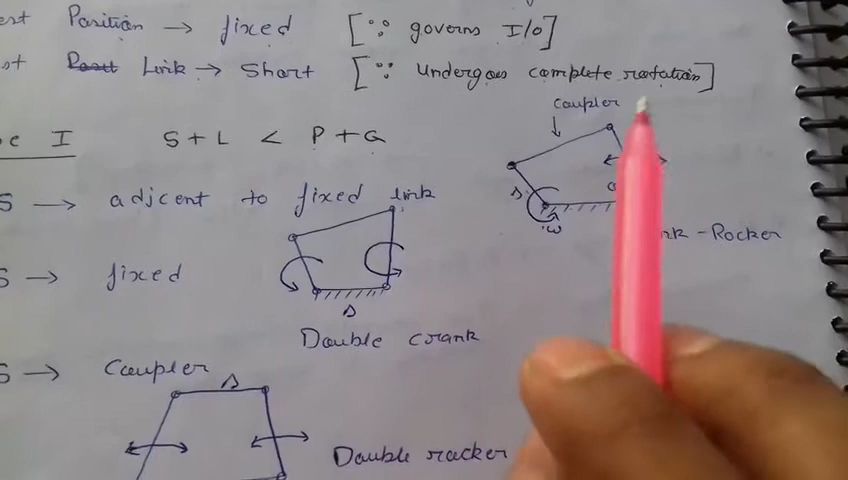 Position → fixed [∵ governs I/O]
Link → Short [∵ Undergoes complete rotation]
coupler
I S + L < P + Q
S → adjcent to fixed link
s
ω
- Rocker
S → fixed
s
Double crank
S → Coupler
s
Double racker